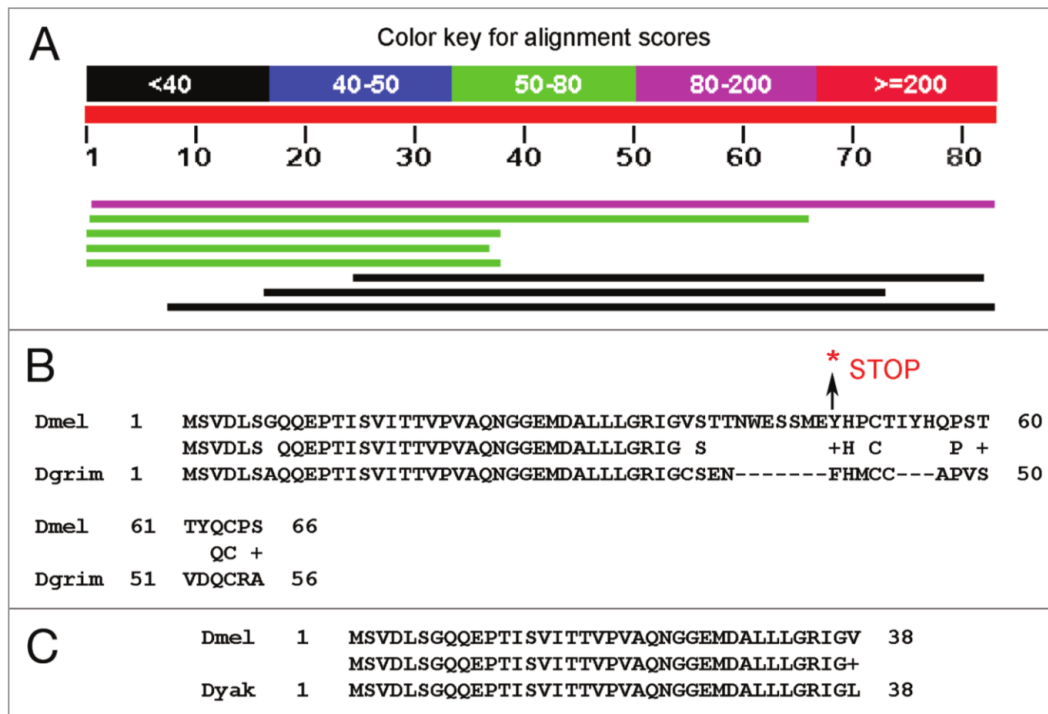 A
Color key for alignment scores
<40 40-50 50-80 80-200 >=200
1 10 20 30 40 50 60 70 80
B
* STOP
Dmel 1 MSVDLSGQQEPTISVITTVPVAQNGGEMDALLLGRIGVSTTNWESSMEYHPCTIYHQPST 60
MSVDLS QQEPTISVITTVPVAQNGGEMDALLLGRIG S         +H C     P +
Dgrim 1 MSVDLSAQQEPTISVITTVPVAQNGGEMDALLLGRIGCSEN-------FHMCC---APVS 50
Dmel 61 TYQCPS 66
QC +
Dgrim 51 VDQCRA 56
C
Dmel 1 MSVDLSGQQEPTISVITTVPVAQNGGEMDALLLGRIGV 38
MSVDLSGQQEPTISVITTVPVAQNGGEMDALLLGRIG+
Dyak 1 MSVDLSGQQEPTISVITTVPVAQNGGEMDALLLGRIGL 38